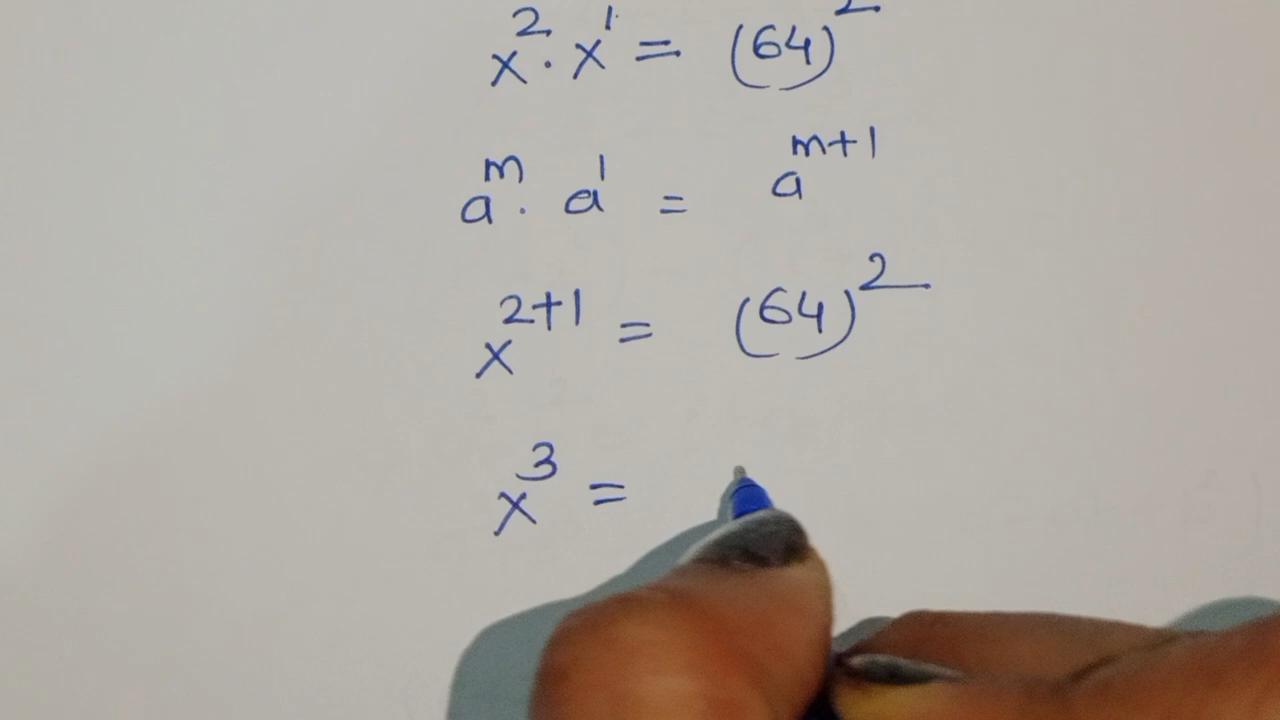 x² · x¹ = (64)²
aᵐ · a¹ = aᵐ⁺¹
x²⁺¹ = (64)²
x³ =